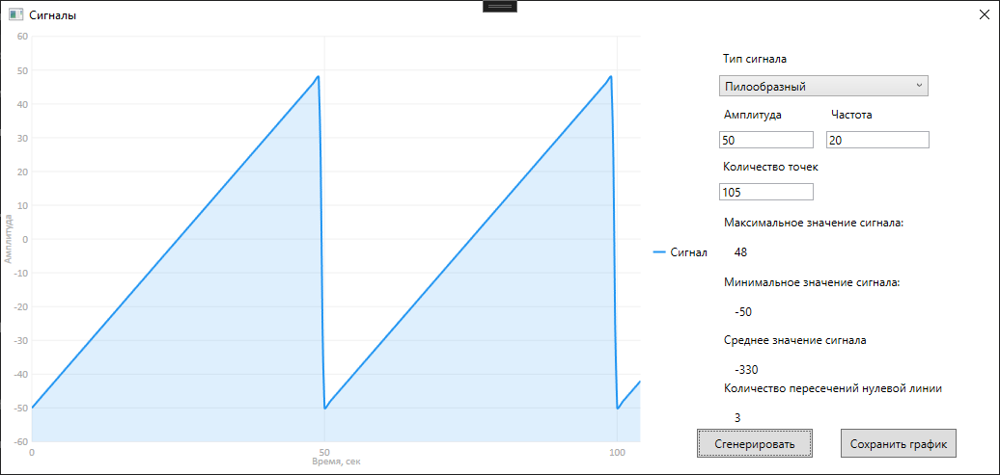 Сигналы
60
50
40
30
20
10
0
-10
-20
-30
-40
-50
-60
Амплитуда
0
50
100
Время, сек
Сигнал
Тип сигнала
Пилообразный
Амплитуда Частота
50 20
Количество точек
105
Максимальное значение сигнала:
48
Минимальное значение сигнала:
-50
Среднее значение сигнала
-330
Количество пересечений нулевой линии
3
Сгенерировать Сохранить график